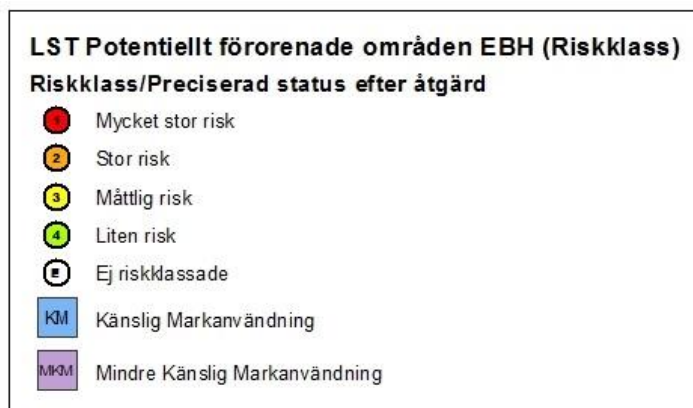 LST Potentiellt förorenade områden EBH (Riskklass)
Riskklass/Preciserad status efter åtgärd
1 Mycket stor risk
2 Stor risk
3 Måttlig risk
4 Liten risk
E Ej riskklassade
KM Känslig Markanvändning
MKM Mindre Känslig Markanvändning